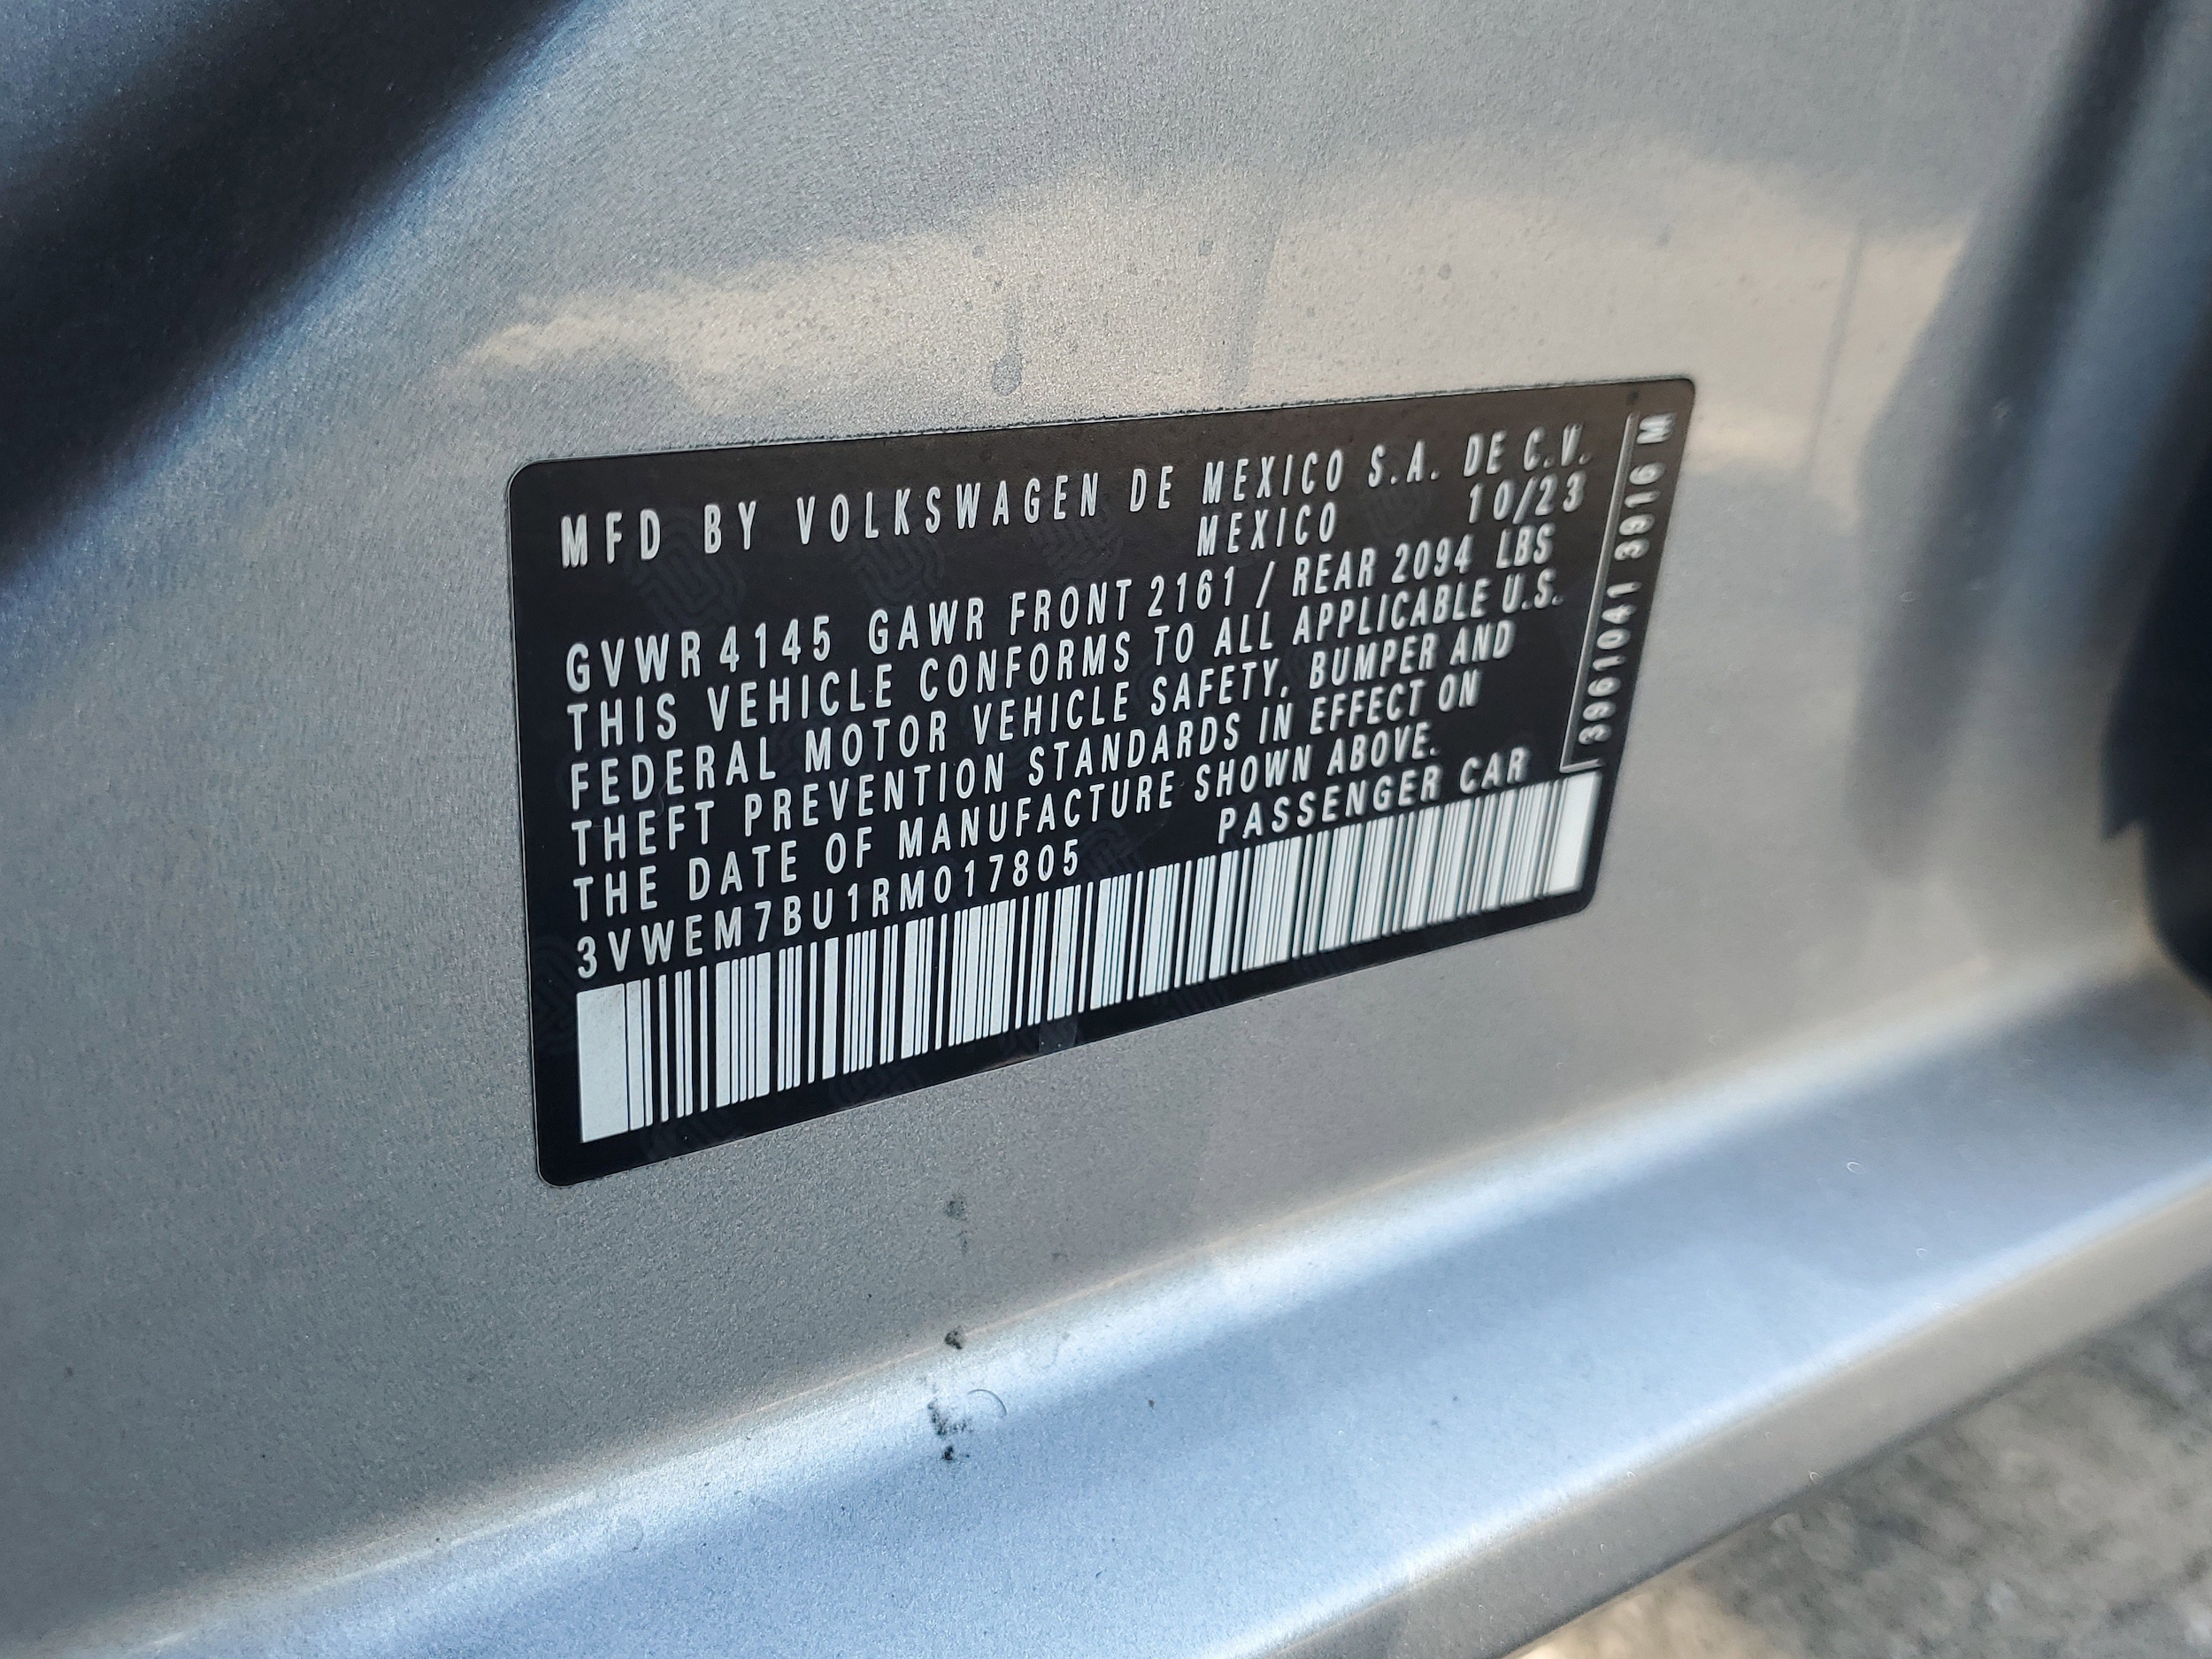 MFD BY VOLKSWAGEN DE MEXICO S.A. DE C.V.
MEXICO 10/23
GVWR 4145 GAWR FRONT 2161 / REAR 2094 LBS
THIS VEHICLE CONFORMS TO ALL APPLICABLE U.S.
FEDERAL MOTOR VEHICLE SAFETY, BUMPER AND
THEFT PREVENTION STANDARDS IN EFFECT ON
THE DATE OF MANUFACTURE SHOWN ABOVE.
3VWEM7BU1RM017805 PASSENGER CAR
3961041 3916 M